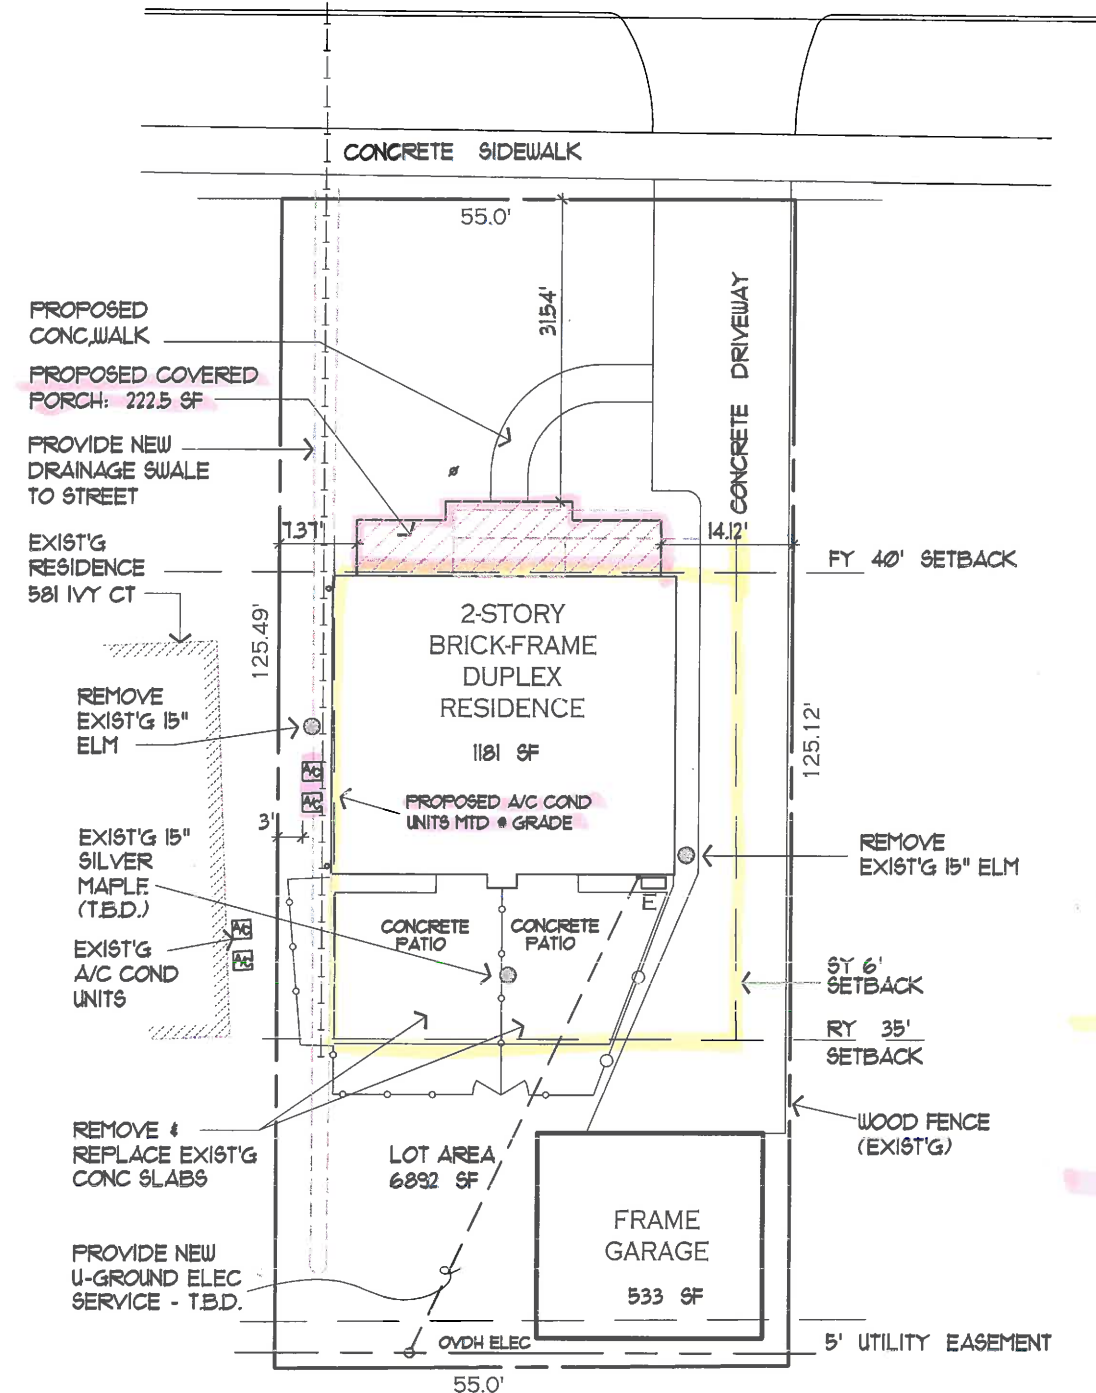 CONCRETE SIDEWALK
55.0'
31.54'
CONCRETE DRIVEWAY
PROPOSED
CONC. WALK
PROPOSED COVERED
PORCH: 222.5 SF
PROVIDE NEW
DRAINAGE SWALE
TO STREET
EXIST'G
RESIDENCE
581 IVY CT
7.37'
14.12'
FY 40' SETBACK
125.49'
2-STORY
BRICK-FRAME
DUPLEX
RESIDENCE
1181 SF
REMOVE
EXIST'G 15"
ELM
125.12'
A/C
A/C
PROPOSED A/C COND
UNITS MTD @ GRADE
3'
EXIST'G 15"
SILVER
MAPLE
(T.B.D.)
REMOVE
EXIST'G 15" ELM
E
CONCRETE
PATIO
CONCRETE
PATIO
A/C
A/C
EXIST'G
A/C COND
UNITS
SY 6'
SETBACK
RY 35'
SETBACK
WOOD FENCE
(EXIST'G)
REMOVE &
REPLACE EXIST'G
CONC SLABS
LOT AREA
6892 SF
FRAME
GARAGE
533 SF
PROVIDE NEW
U-GROUND ELEC
SERVICE - T.B.D.
OVDH ELEC
5' UTILITY EASEMENT
55.0'